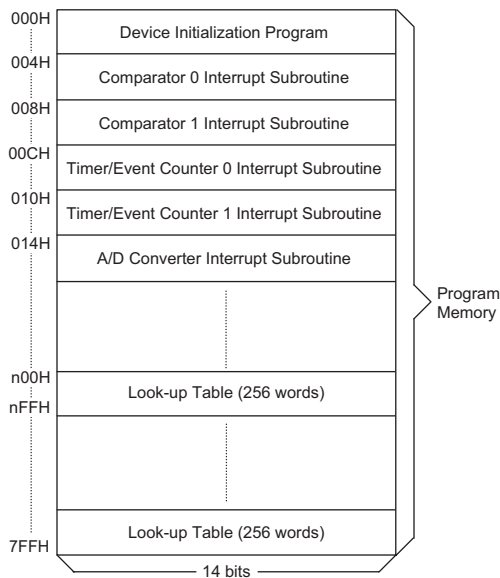 000H
Device Initialization Program
004H
Comparator 0 Interrupt Subroutine
008H
Comparator 1 Interrupt Subroutine
00CH
Timer/Event Counter 0 Interrupt Subroutine
010H
Timer/Event Counter 1 Interrupt Subroutine
014H
A/D Converter Interrupt Subroutine
Program
Memory
n00H
Look-up Table (256 words)
nFFH
Look-up Table (256 words)
7FFH
14 bits